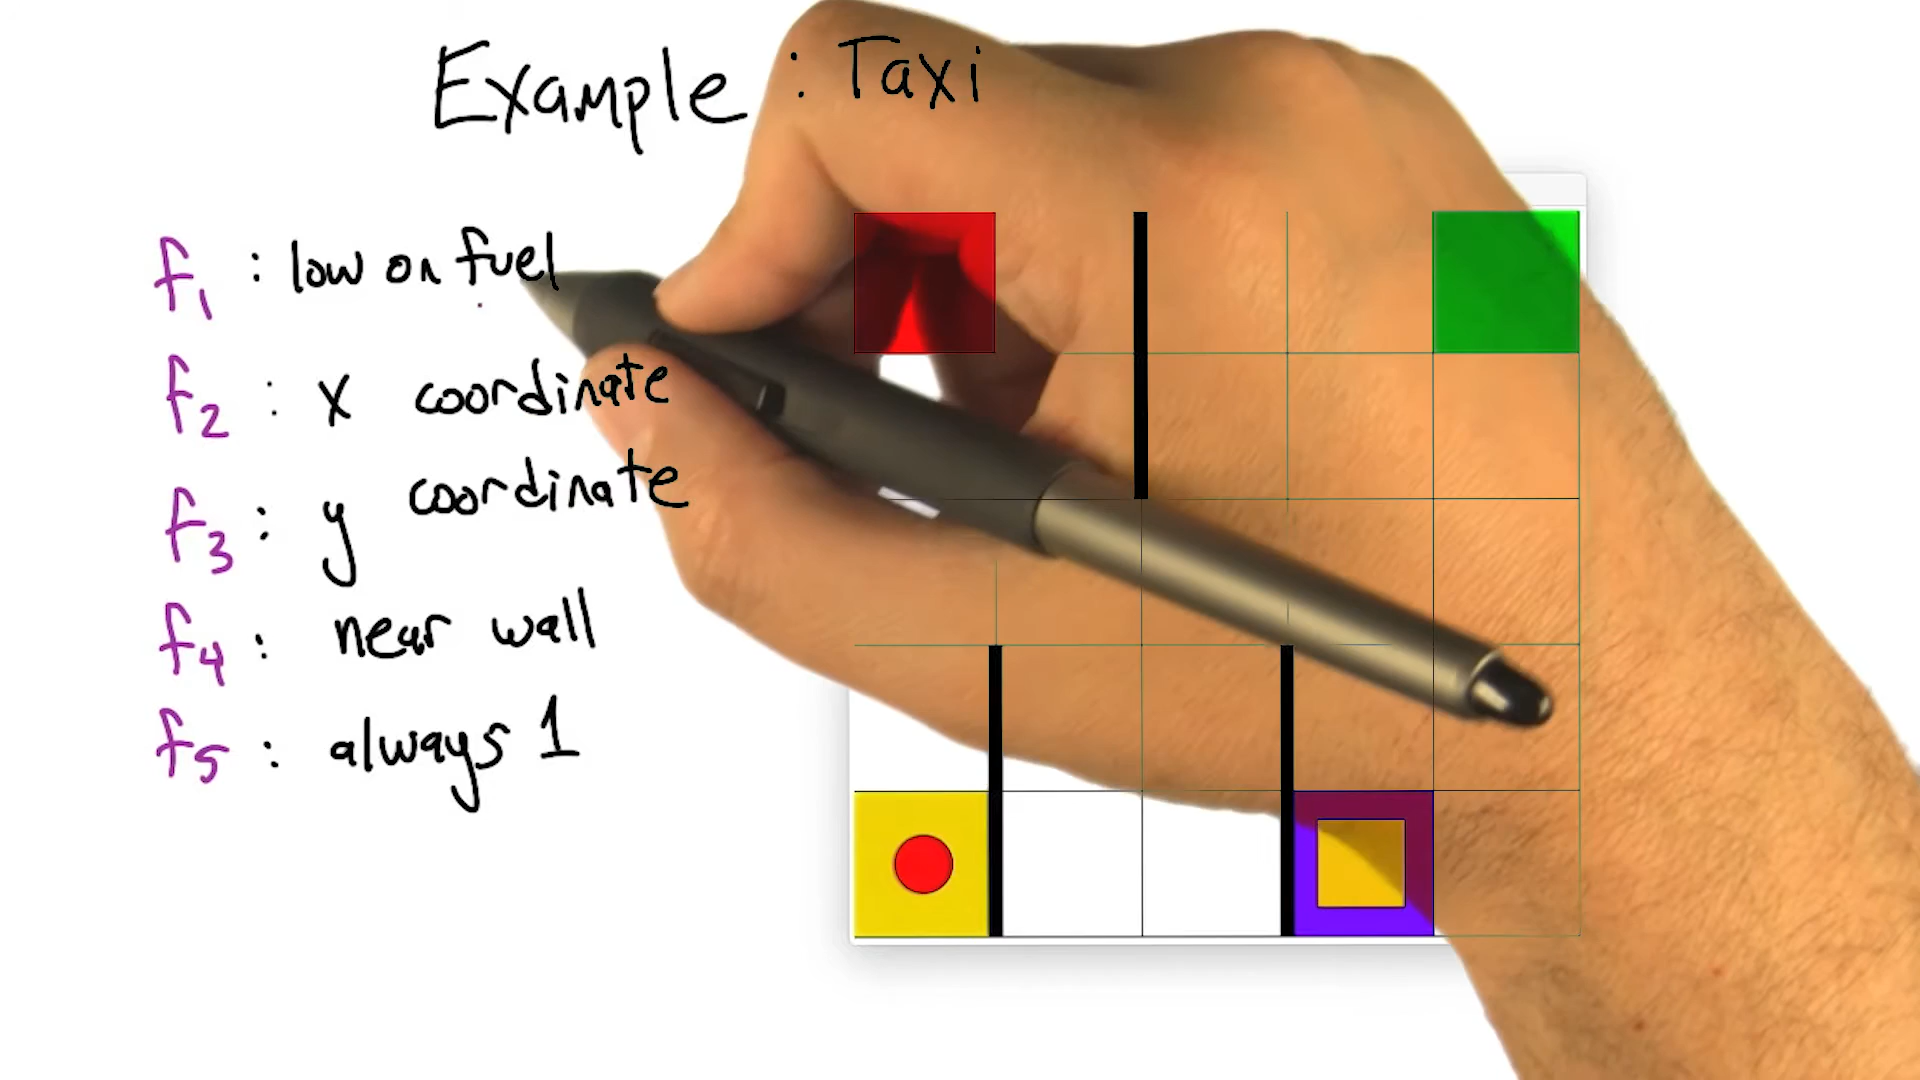 Example : Taxi
f1 : low on fuel
f2 : x coordinate
f3 : y coordinate
f4 : near wall
f5 : always 1